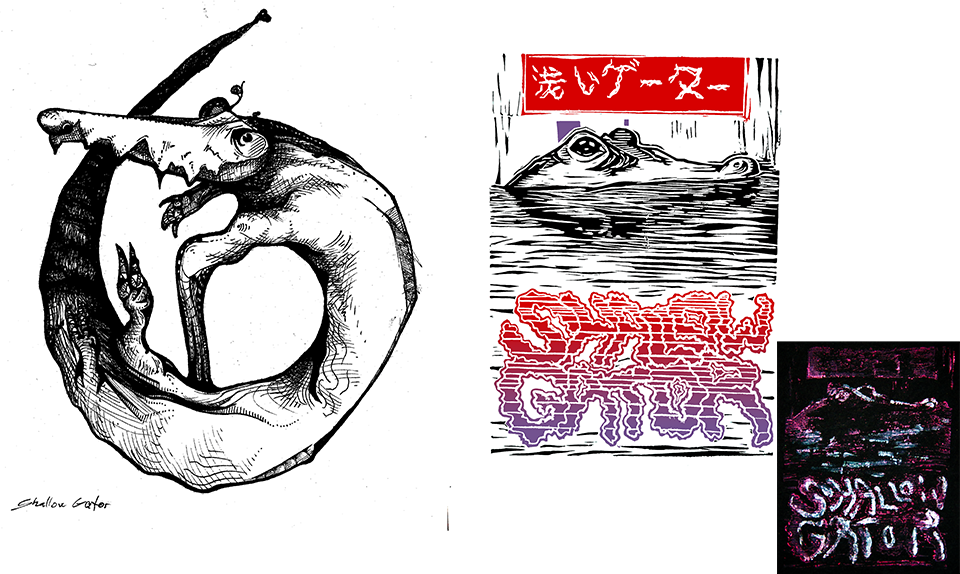 Shallow Gator
浅いゲーター
SHALLOW
GATOR
SHALLOW
GATOR